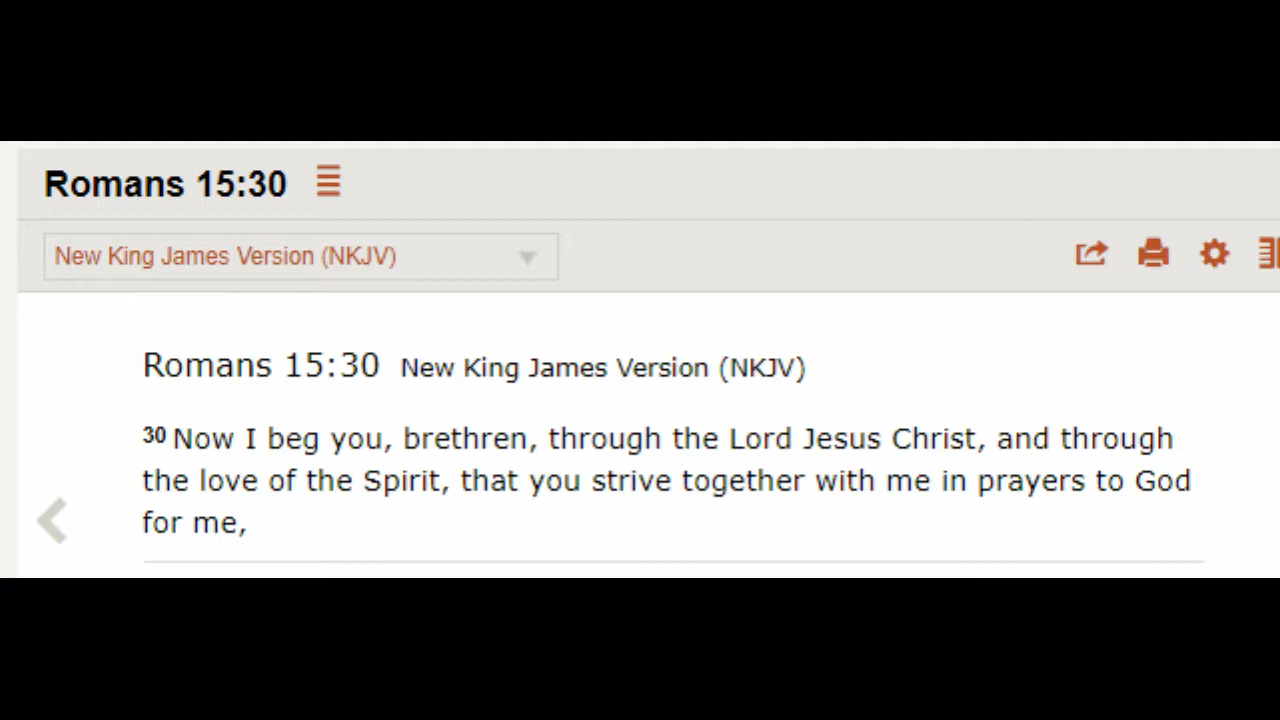 Romans 15:30
New King James Version (NKJV)
Romans 15:30 New King James Version (NKJV)
30 Now I beg you, brethren, through the Lord Jesus Christ, and through
the love of the Spirit, that you strive together with me in prayers to God
for me,